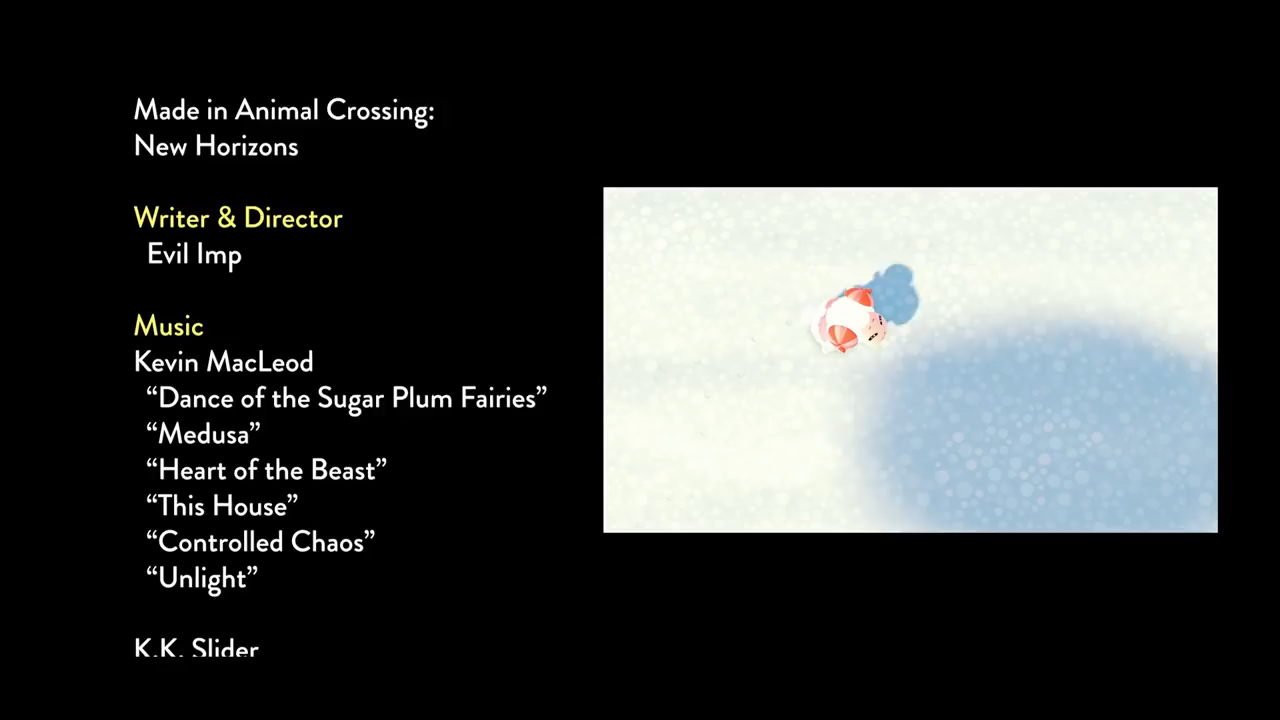 Made in Animal Crossing:
New Horizons
Writer & Director
Evil Imp
Music
Kevin MacLeod
“Dance of the Sugar Plum Fairies”
“Medusa”
“Heart of the Beast”
“This House”
“Controlled Chaos”
“Unlight”
K.K. Slider